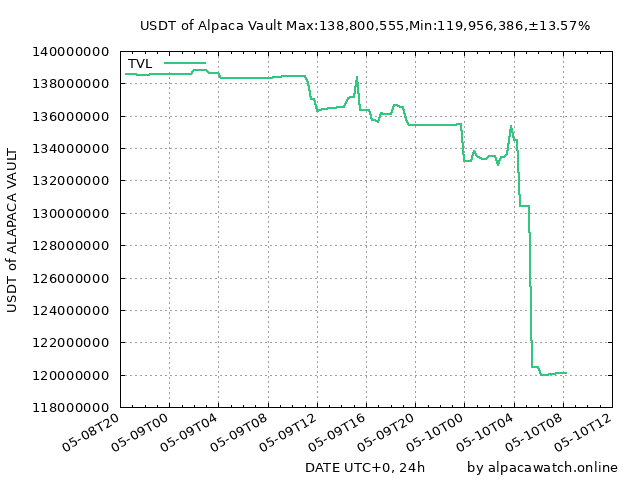 USDT of Alpaca Vault Max:138,800,555,Min:119,956,386,±13.57%
TVL
140000000
138000000
136000000
134000000
132000000
130000000
128000000
126000000
124000000
122000000
120000000
118000000
USDT of ALAPACA VAULT
05-08T20
05-09T00
05-09T04
05-09T08
05-09T12
05-09T16
05-09T20
05-10T00
05-10T04
05-10T08
05-10T12
DATE UTC+0, 24h
by alpacawatch.online